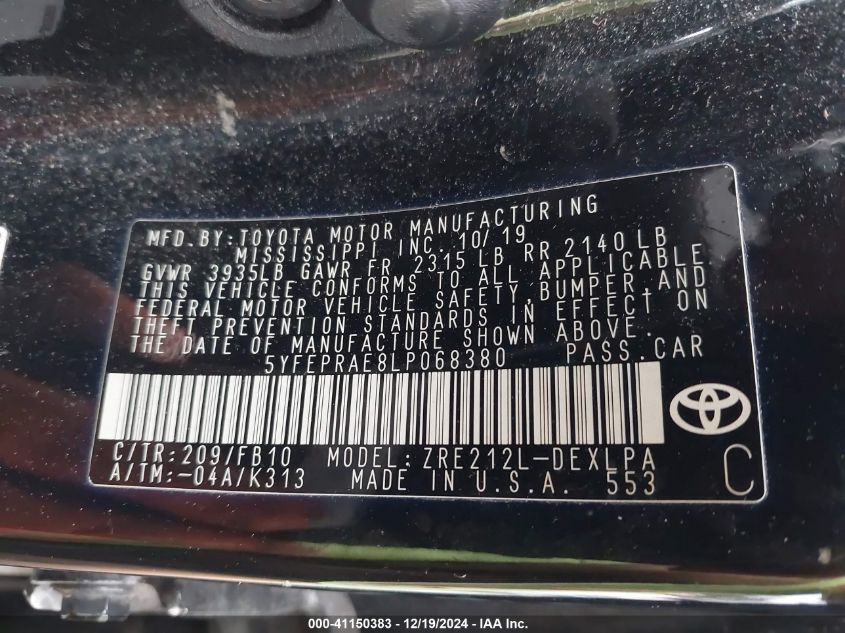 MFD.BY:TOYOTA MOTOR MANUFACTURING
MISSISSIPPI INC. 10/19
GVWR 3935LB GAWR FR 2315 LB RR 2140 LB
THIS VEHICLE CONFORMS TO ALL APPLICABLE
FEDERAL MOTOR VEHICLE SAFETY,BUMPER,AND
THEFT PREVENTION STANDARDS IN EFFECT ON
THE DATE OF MANUFACTURE SHOWN ABOVE.
5YFEPRAE8LP068380 PASS.CAR
C/TR:209/FB10 MODEL:ZRE212L-DEXLPA
A/TM:-04A/K313 MADE IN U.S.A. 553
C
000-41150383 - 12/19/2024 - IAA Inc.